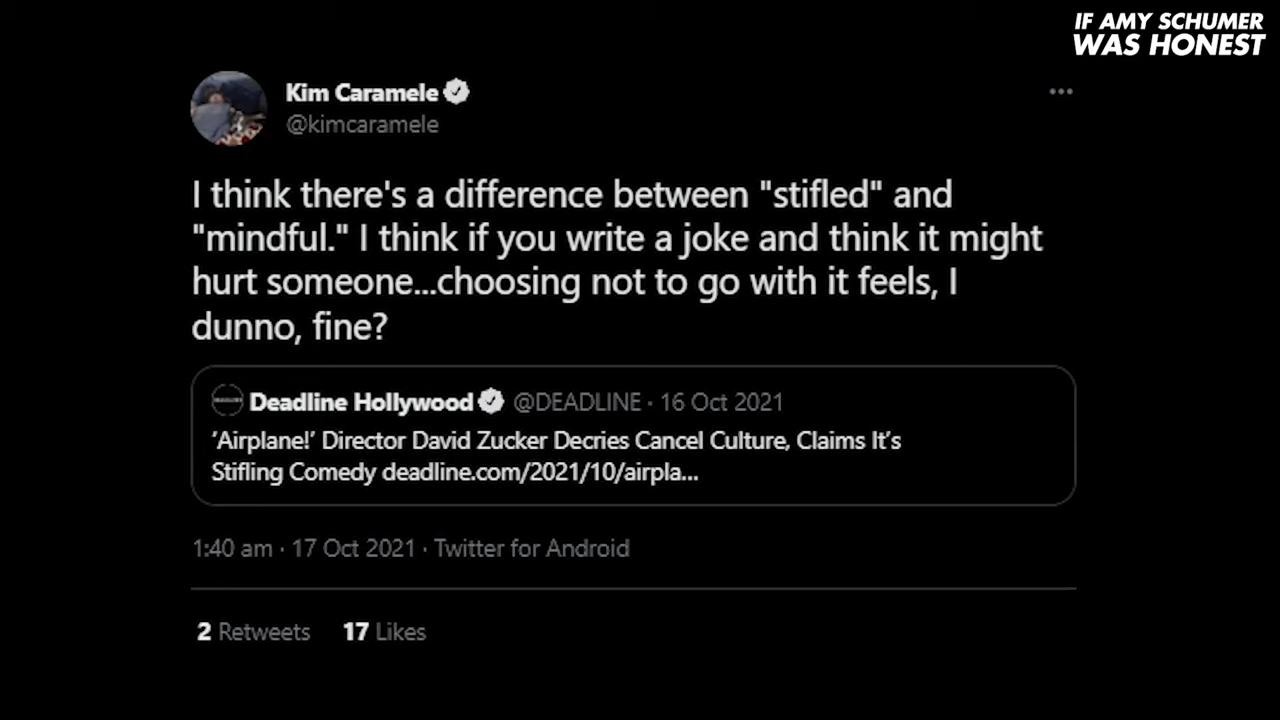 IF AMY SCHUMER
WAS HONEST
Kim Caramele
@kimcaramele
I think there's a difference between "stifled" and
"mindful." I think if you write a joke and think it might
hurt someone...choosing not to go with it feels, I
dunno, fine?
Deadline Hollywood @DEADLINE · 16 Oct 2021
‘Airplane!’ Director David Zucker Decries Cancel Culture, Claims It’s
Stifling Comedy deadline.com/2021/10/airpla...
1:40 am · 17 Oct 2021 · Twitter for Android
2 Retweets 17 Likes